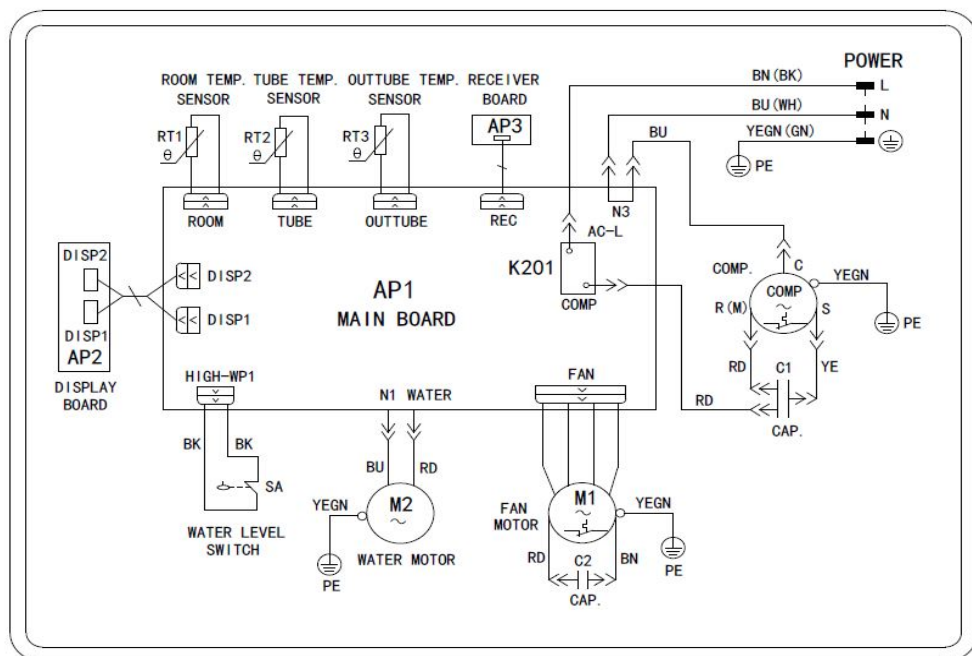 ROOM TEMP. TUBE TEMP. OUTTUBE TEMP. RECEIVER
SENSOR SENSOR SENSOR BOARD
POWER
BN(BK)
L
BU(WH)
N
BU
YEGN(GN)
PE
RT1
θ
RT2
θ
RT3
θ
AP3
ROOM
TUBE
OUTTUBE
REC
N3
AC-L
K201
COMP
DISP2
DISP1
AP2
DISPLAY
BOARD
DISP2
DISP1
AP1
MAIN BOARD
COMP.
C
YEGN
COMP
R(M)
S
PE
RD
C1
YE
RD
CAP.
HIGH-WP1
N1 WATER
FAN
BK
BK
SA
WATER LEVEL
SWITCH
BU
RD
YEGN
M2
PE
WATER MOTOR
FAN
MOTOR
M1
YEGN
RD
C2
BN
CAP.
PE